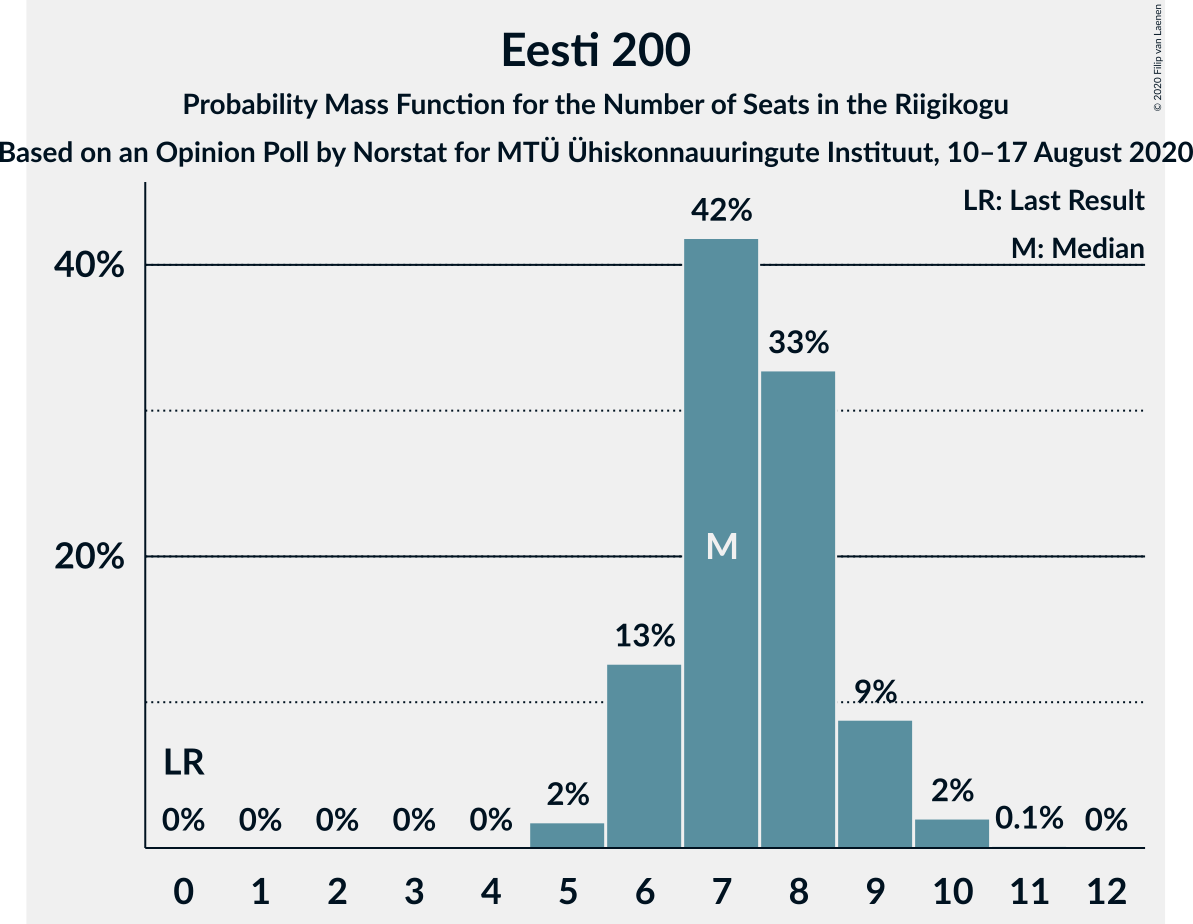 Eesti 200
Probability Mass Function for the Number of Seats in the Riigikogu
Based on an Opinion Poll by Norstat for MTÜ Ühiskonnauuringute Instituut, 10–17 August 2020
© 2020 Filip van Laenen
LR: Last Result
M: Median
42%
40%
33%
M
20%
13%
9%
LR
0% 0% 0% 0% 0% 2% 2% 0.1% 0%
0 1 2 3 4 5 6 7 8 9 10 11 12